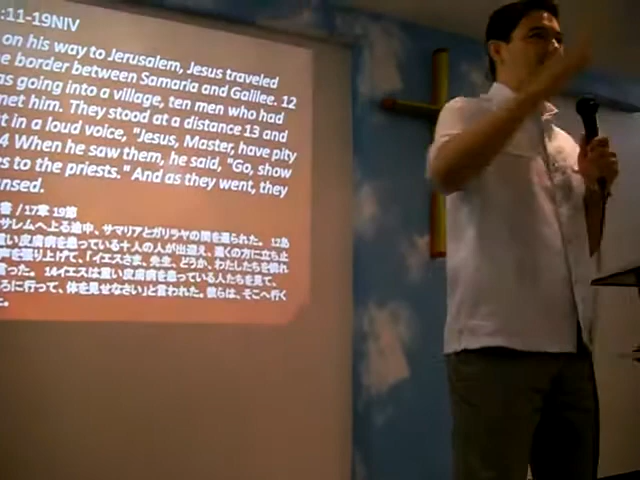 :11-19NIV
on his way to Jerusalem, Jesus traveled
e border between Samaria and Galilee. 12
as going into a village, ten men who had
met him. They stood at a distance 13 and
t in a loud voice, "Jesus, Master, have pity
4 When he saw them, he said, "Go, show
es to the priests." And as they went, they
nsed.
書 / 17章 19節
サレムへ上る途中、サマリアとガリラヤの間を通られた。 12あ
重い皮膚病を患っている十人の人が出迎え、遠くの方に立ち止
声を張り上げて、「イエスさま、先生、どうか、わたしたちを憐れ
言った。 14イエスは重い皮膚病を患っている人たちを見て、
ろに行って、体を見せなさい」と言われた。彼らは、そこへ行く
た。